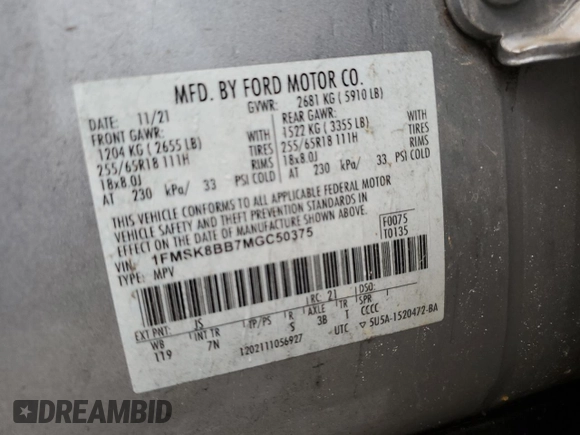 MFD. BY FORD MOTOR CO.
DATE: 11/21 GVWR: 2681 KG ( 5910 LB)
FRONT GAWR: REAR GAWR:
1204 KG ( 2655 LB) WITH 1522 KG ( 3355 LB) WITH
255/65R18 111H TIRES 255/65R18 111H TIRES
18x8.0J RIMS 18x8.0J RIMS
AT 230 kPa/ 33 PSI COLD AT 230 kPa/ 33 PSI COLD
THIS VEHICLE CONFORMS TO ALL APPLICABLE FEDERAL MOTOR
VEHICLE SAFETY AND THEFT PREVENTION STANDARDS IN
EFFECT ON THE DATE OF MANUFACTURE SHOWN ABOVE.
VIN: 1FMSK8BB7MGC50375 F0075
TYPE: MPV T0135
EXT PNT: JS RC: 21 DSO:
WB INT TR TP/PS R AXLE TR SPR
119 7N S 3B T CCCC
1202111056927 UTC ▽ 5U5A-1520472-BA
DREAMBID